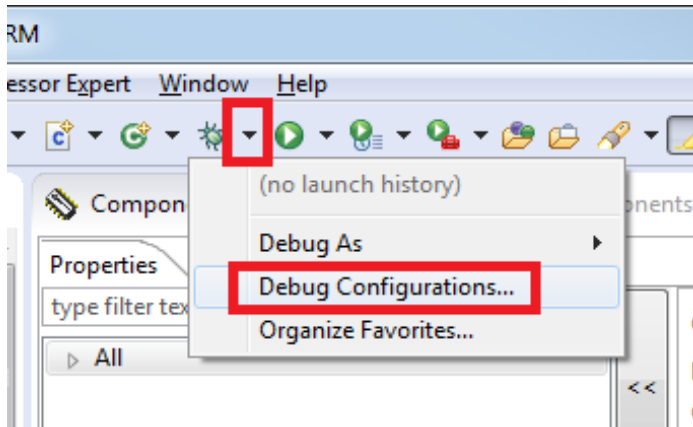 RM
essor Expert Window Help
(no launch history)
Compon
onents
Debug As
Properties
Debug Configurations...
type filter tex
Organize Favorites...
All
<<